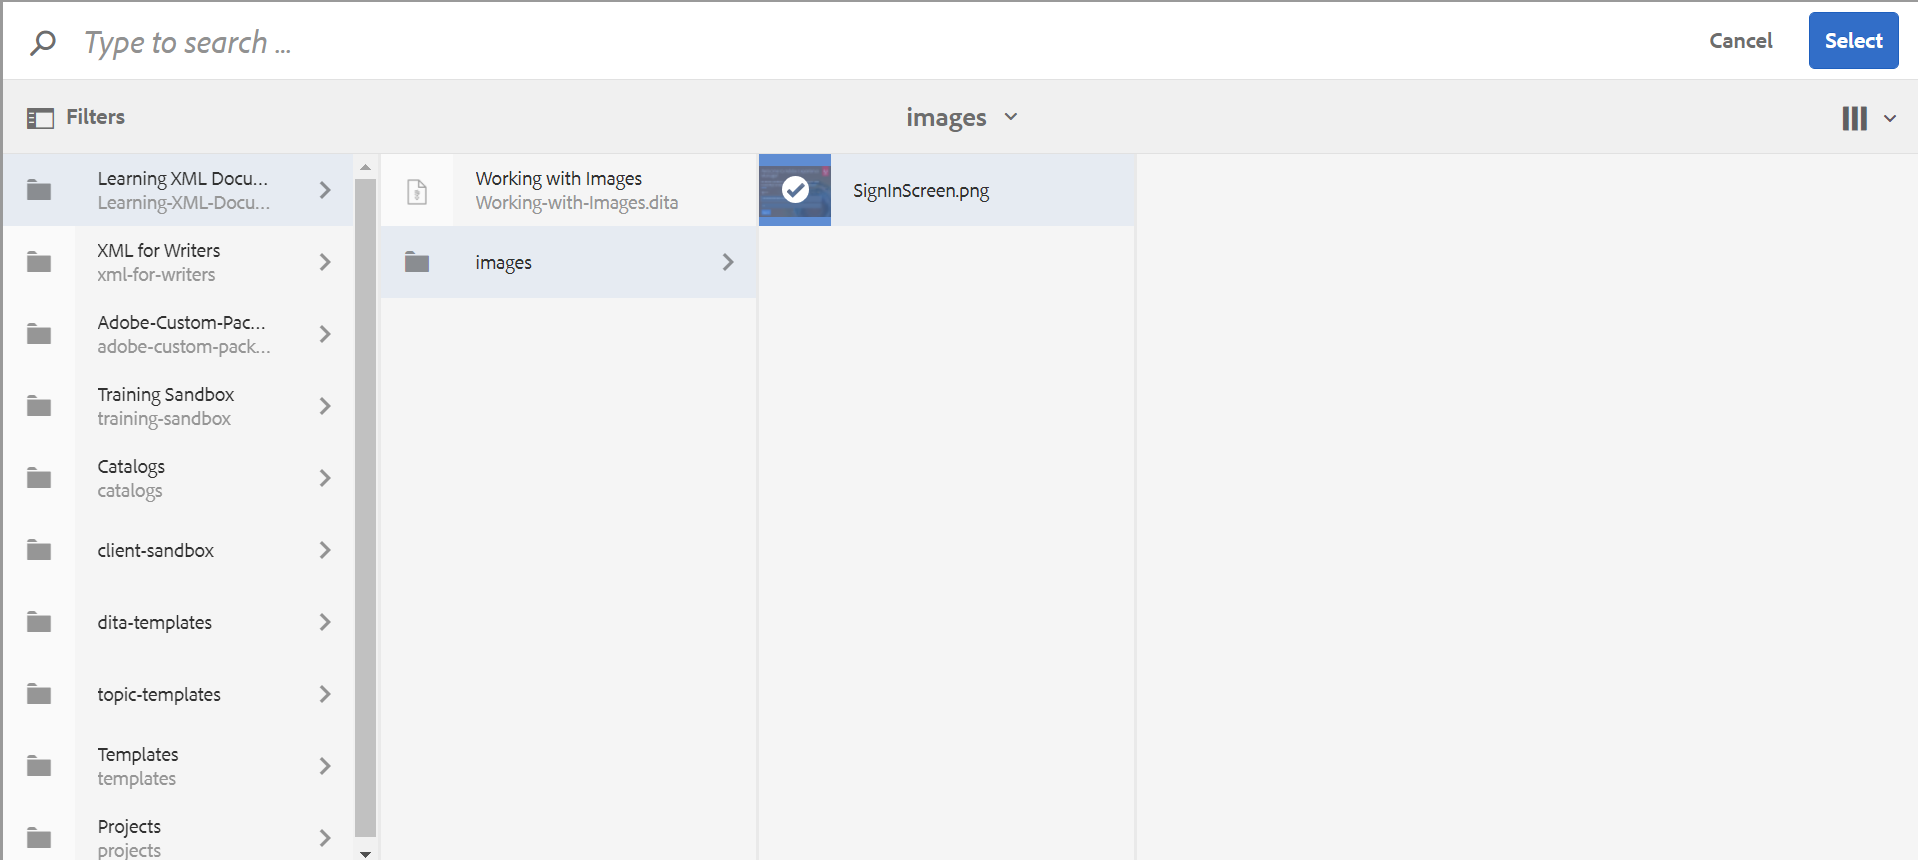 Type to search ...
Cancel
Select
Filters
images
Learning XML Docu...
Learning-XML-Docu...
XML for Writers
xml-for-writers
Adobe-Custom-Pac...
adobe-custom-pack...
Training Sandbox
training-sandbox
Catalogs
catalogs
client-sandbox
dita-templates
topic-templates
Templates
templates
Projects
projects
Working with Images
Working-with-Images.dita
images
SignInScreen.png